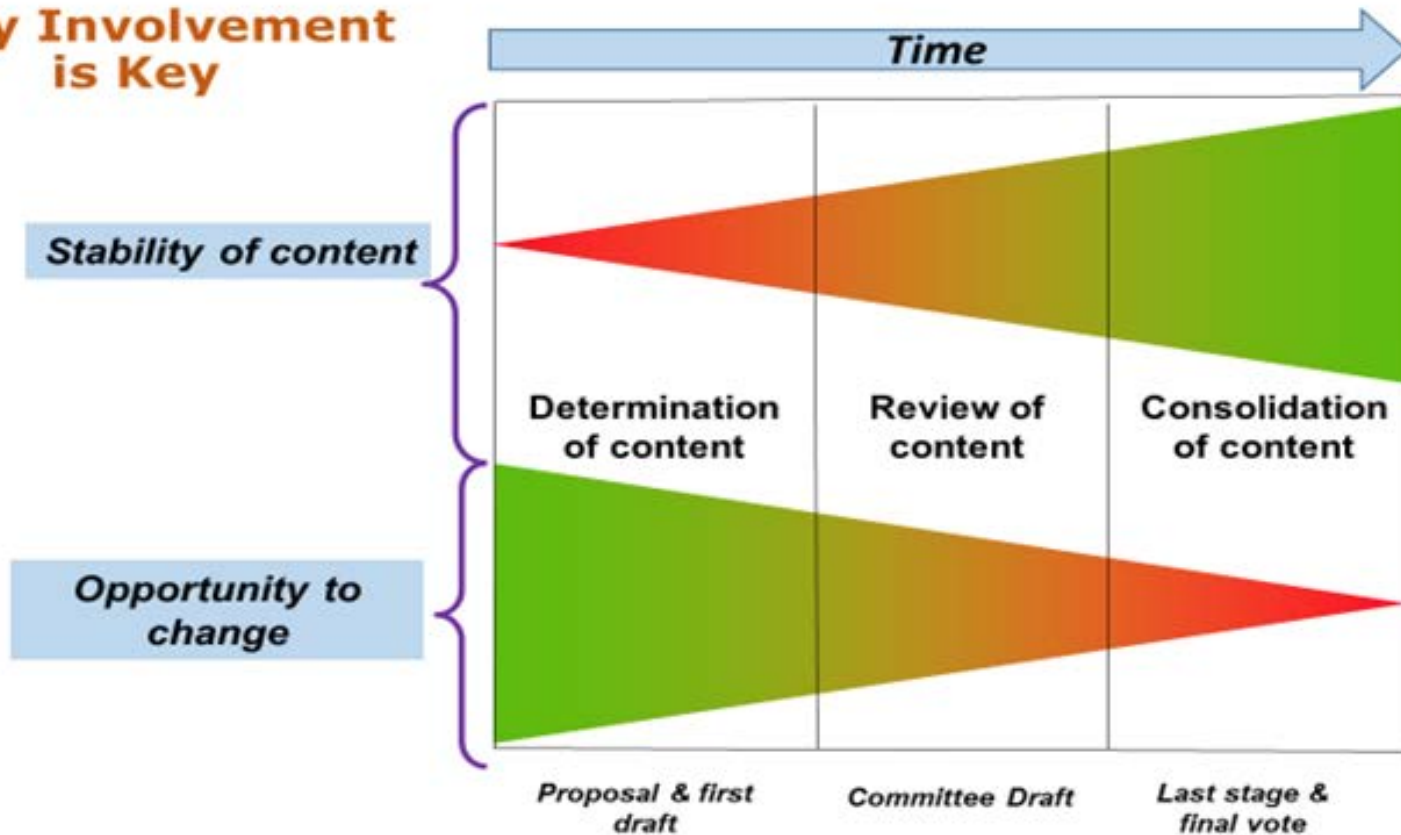 y Involvement
is Key
Time
Stability of content
Determination
of content
Review of
content
Consolidation
of content
Opportunity to
change
Proposal & first
draft
Committee Draft
Last stage &
final vote